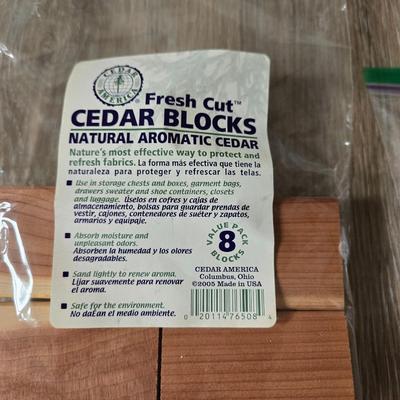 CEDAR
AMERICA
®
Fresh Cut™
CEDAR BLOCKS
NATURAL AROMATIC CEDAR
Nature's most effective way to protect and
refresh fabrics. La forma más efectiva que tiene la
naturaleza para proteger y refrescar las telas.
Use in storage chests and boxes, garment bags,
drawers sweater and shoe containers, closets
and luggage. Úselos en cofres y cajas de
almacenamiento, bolsas para guardar prendas de
vestir, cajones, contenedores de suéter y zapatos,
armarios y equipaje.
Absorb moisture and
unpleasant odors.
Absorben la humedad y los olores
desagradables.
Sand lightly to renew aroma.
Lijar suavemente para renovar
el aroma.
Safe for the environment.
No dañan el medio ambiente.
VALUE PACK
8
BLOCKS
CEDAR AMERICA
Columbus, Ohio
©2005 Made in USA
0 20114 76508 4